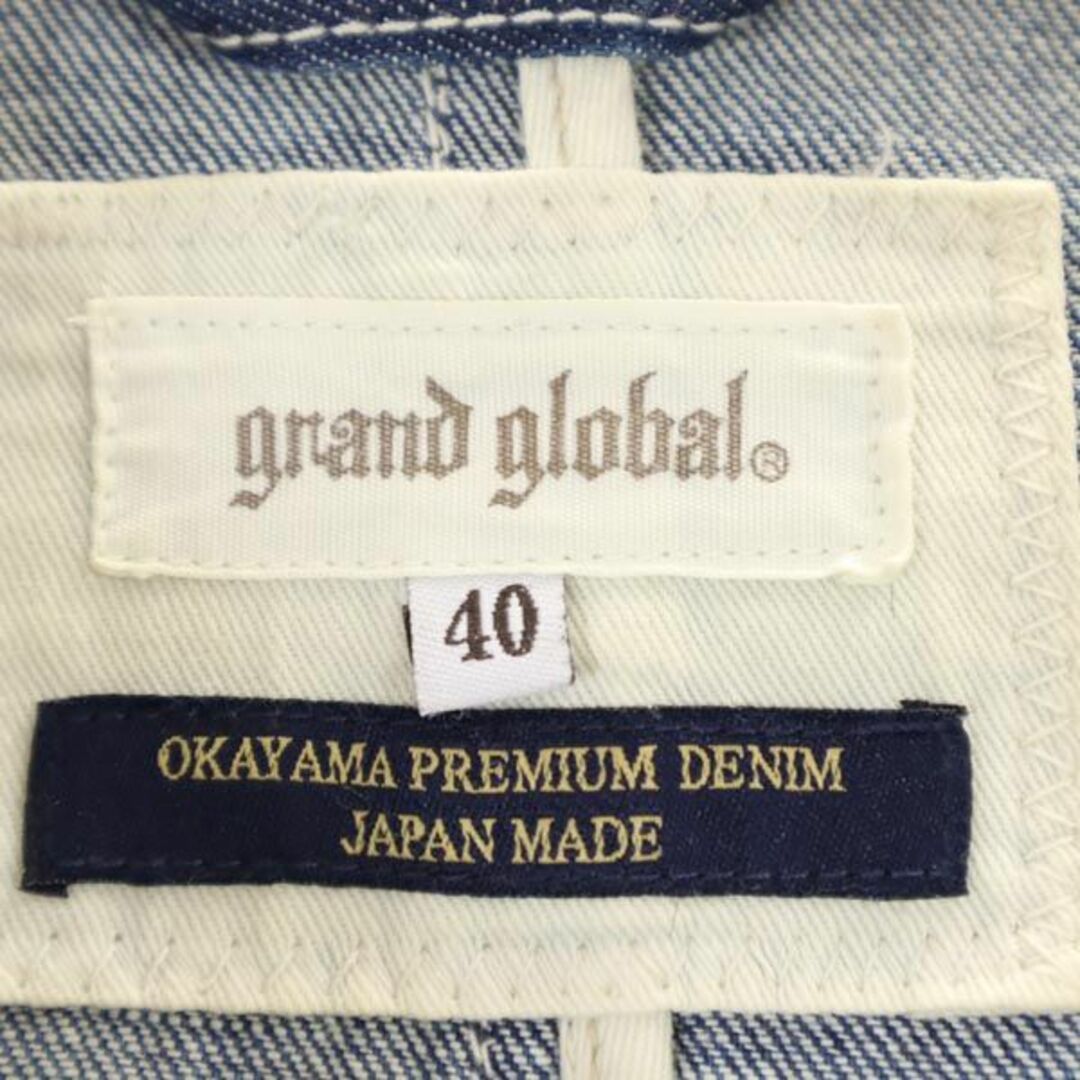 grand global®
40
OKAYAMA PREMIUM DENIM
JAPAN MADE